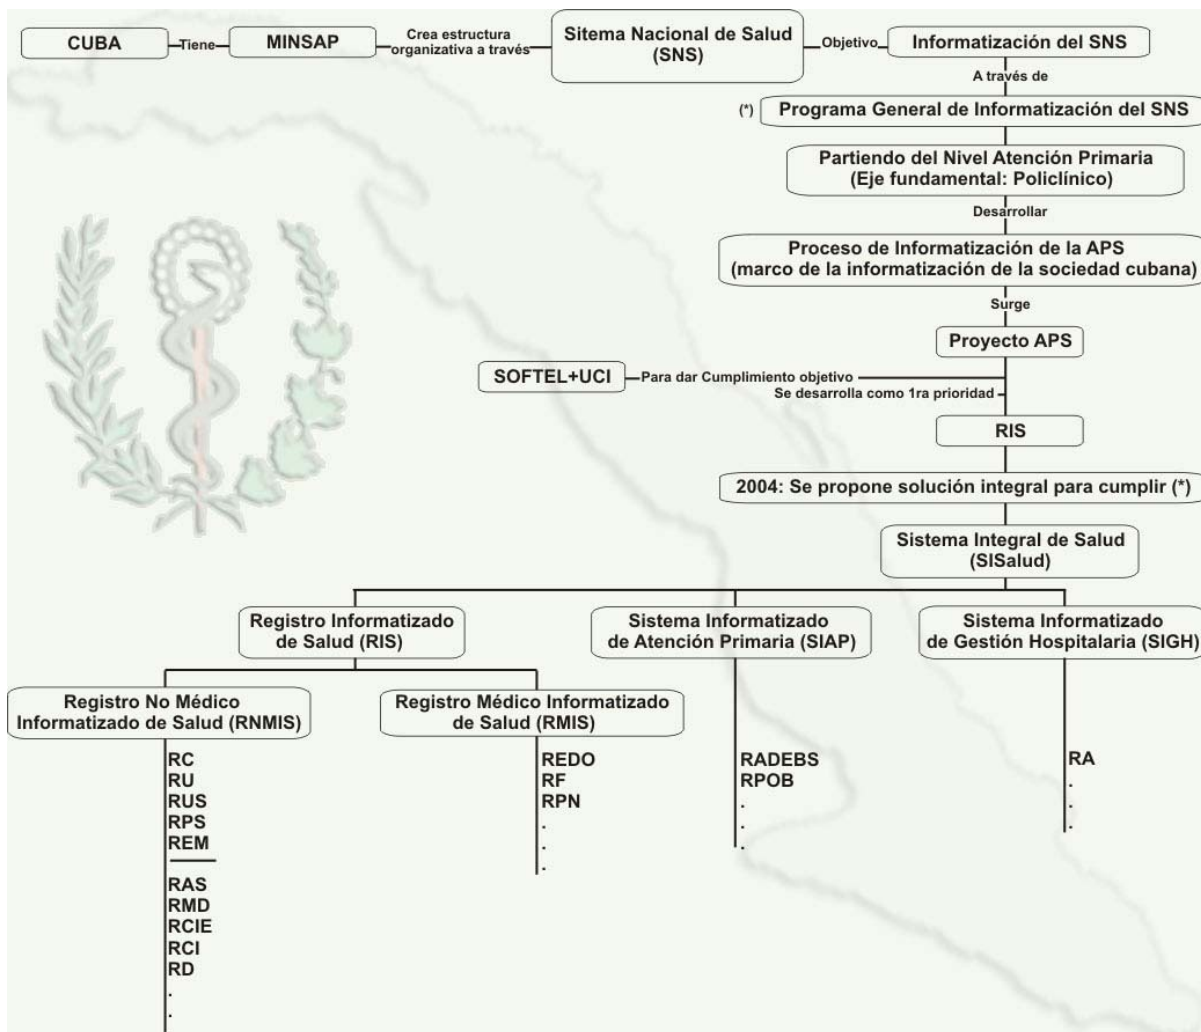 CUBA
Tiene
MINSAP
Crea estructura
organizativa a través
Sitema Nacional de Salud
(SNS)
Objetivo
Informatización del SNS
A través de
(*) Programa General de Informatización del SNS
Partiendo del Nivel Atención Primaria
(Eje fundamental: Policlínico)
Desarrollar
Proceso de Informatización de la APS
(marco de la informatización de la sociedad cubana)
Surge
Proyecto APS
SOFTEL+UCI
Para dar Cumplimiento objetivo
Se desarrolla como 1ra prioridad
RIS
2004: Se propone solución integral para cumplir (*)
Sistema Integral de Salud
(SISalud)
Registro Informatizado
de Salud (RIS)
Sistema Informatizado
de Atención Primaria (SIAP)
Sistema Informatizado
de Gestión Hospitalaria (SIGH)
Registro No Médico
Informatizado de Salud (RNMIS)
Registro Médico Informatizado
de Salud (RMIS)
RC
RU
RUS
RPS
REM
RAS
RMD
RCIE
RCI
RD
.
.
REDO
RF
RPN
.
.
.
RADEBS
RPOB
.
.
.
RA
.
.
.